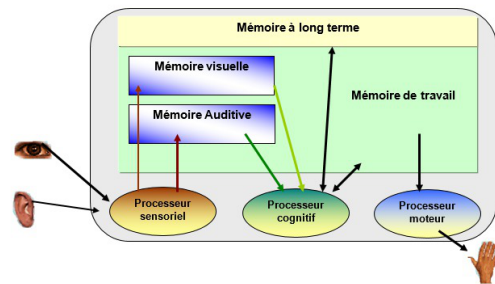 Mémoire à long terme
Mémoire visuelle
Mémoire Auditive
Mémoire de travail
Processeur
sensoriel
Processeur
cognitif
Processeur
moteur